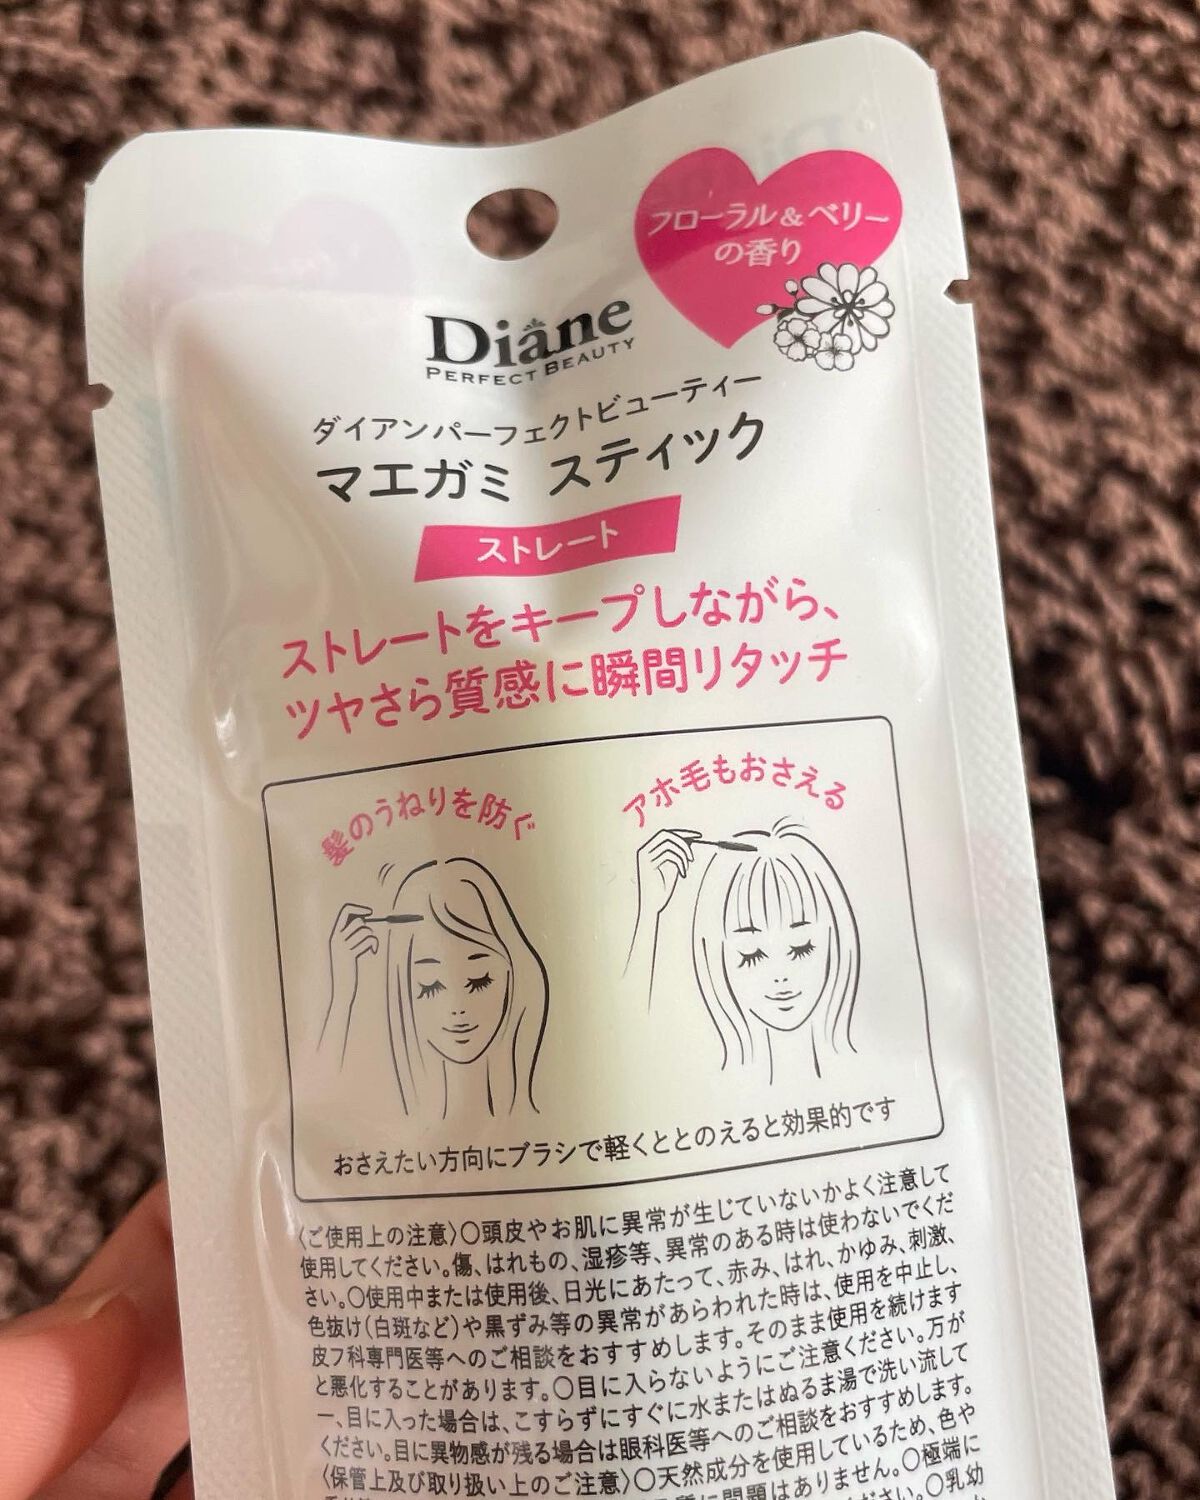 フローラル&ベリー
の香り
Diane
PERFECT BEAUTY
ダイアンパーフェクトビューティー
マエガミ スティック
ストレート
ストレートをキープしながら、
ツヤさら質感に瞬間リタッチ
髪のうねりを防ぐ
アホ毛もおさえる
おさえたい方向にブラシで軽くととのえると効果的です
〈ご使用上の注意〉○頭皮やお肌に異常が生じていないかよく注意して
使用してください。傷、はれもの、湿疹等、異常のある時は使わないでくだ
さい。○使用中または使用後、日光にあたって、赤み、はれ、かゆみ、刺激、
色抜け(白斑など)や黒ずみ等の異常があらわれた時は、使用を中止し、
皮フ科専門医等へのご相談をおすすめします。そのまま使用を続けます
と悪化することがあります。○目に入らないようにご注意ください。万が
一、目に入った場合は、こすらずにすぐに水またはぬるま湯で洗い流して
ください。目に異物感が残る場合は眼科医等へのご相談をおすすめします。
〈保管上及び取り扱い上のご注意〉○天然成分を使用しているため、色や
に問題はありません。○極端に
ださい。○乳幼